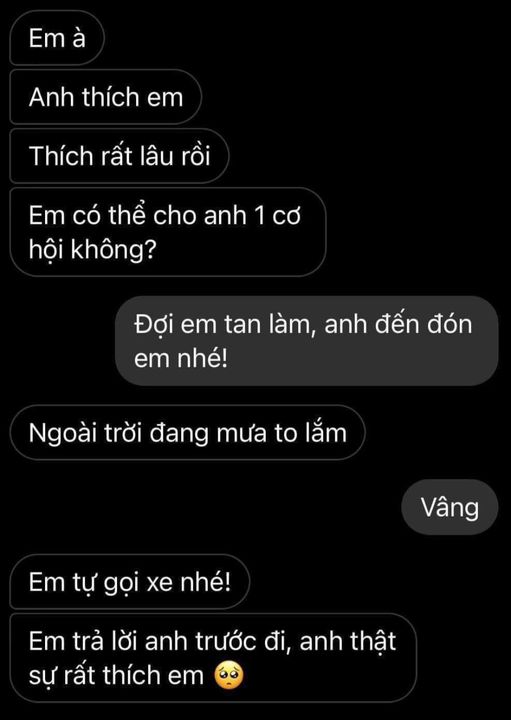 Em à
Anh thích em
Thích rất lâu rồi
Em có thể cho anh 1 cơ
hội không?
Đợi em tan làm, anh đến đón
em nhé!
Ngoài trời đang mưa to lắm
Vâng
Em tự gọi xe nhé!
Em trả lời anh trước đi, anh thật
sự rất thích em 🥺